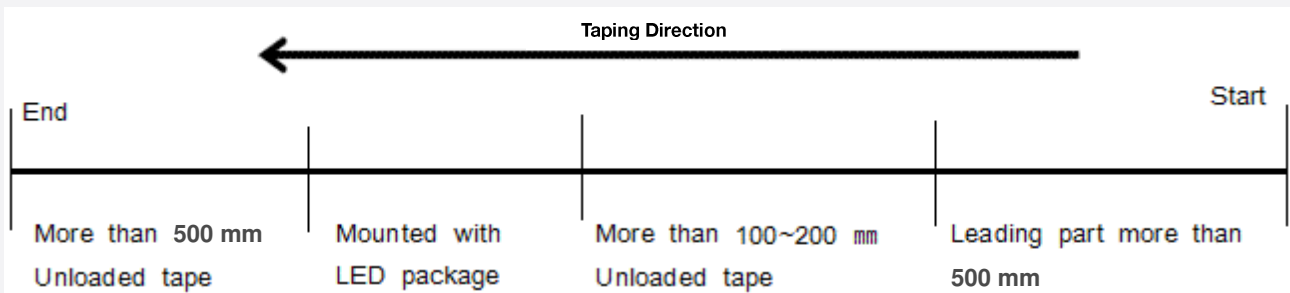 Taping Direction
End
Start
More than 500 mm
Unloaded tape
Mounted with
LED package
More than 100~200 ㎜
Unloaded tape
Leading part more than
500 mm